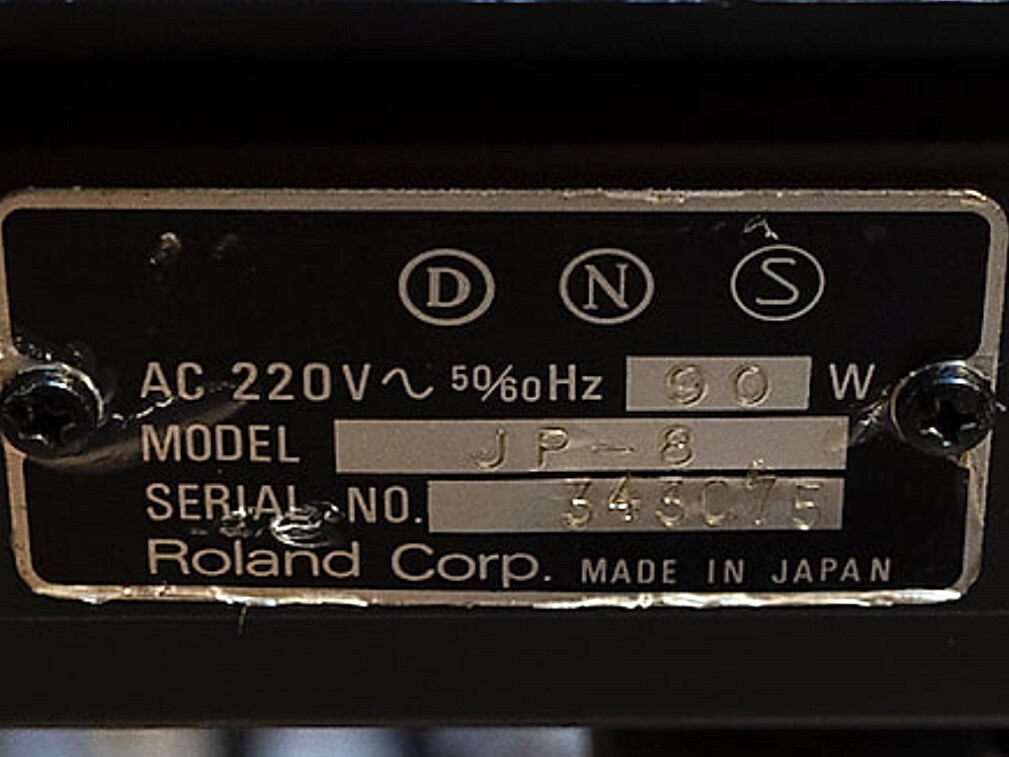 D N S
AC 220V~ 50/60Hz 90 W
MODEL JP-8
SERIAL NO. 343075
Roland Corp. MADE IN JAPAN